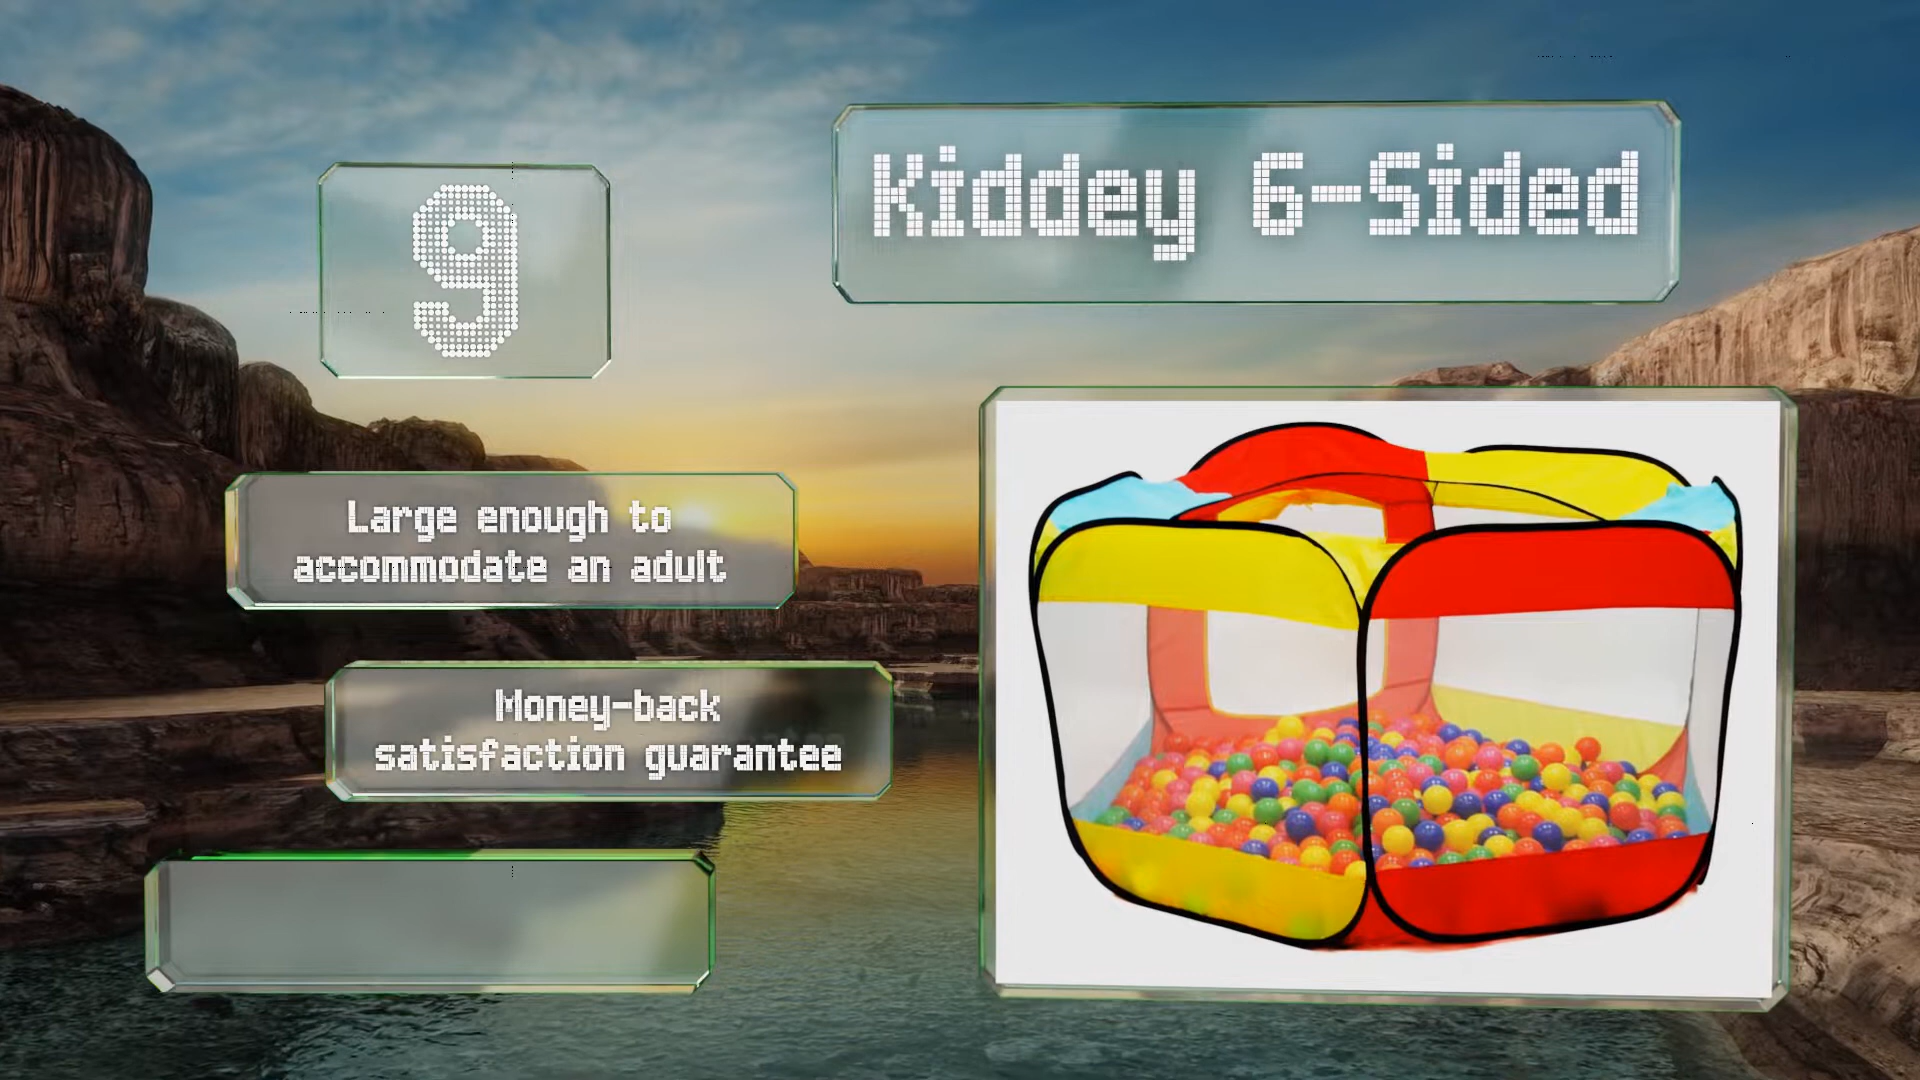 9
Kiddey 6-Sided
Large enough to
accommodate an adult
Money-back
satisfaction guarantee